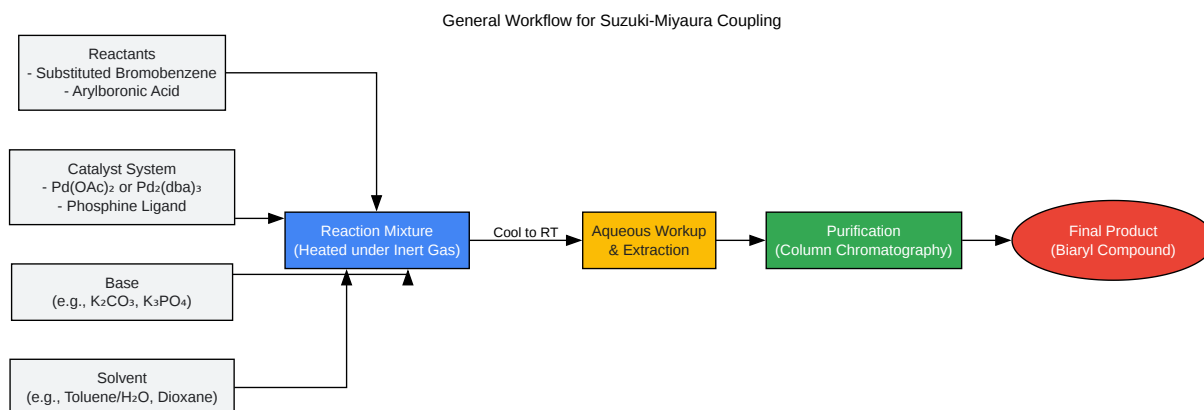 General Workflow for Suzuki-Miyaura Coupling
Reactants
- Substituted Bromobenzene
- Arylboronic Acid
Catalyst System
- Pd(OAc)₂ or Pd₂(dba)₃
- Phosphine Ligand
Base
(e.g., K₂CO₃, K₃PO₄)
Solvent
(e.g., Toluene/H₂O, Dioxane)
Reaction Mixture
(Heated under Inert Gas)
Cool to RT
Aqueous Workup
& Extraction
Purification
(Column Chromatography)
Final Product
(Biaryl Compound)